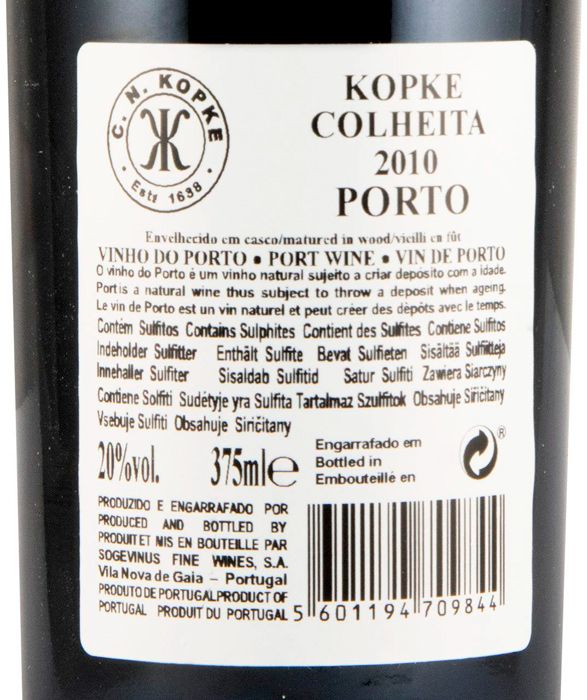 C. N. KOPKE
Estd 1638
KOPKE
COLHEITA
2010
PORTO
Envelhecido em casco/matured in wood/vieilli en fût
VINHO DO PORTO • PORT WINE • VIN DE PORTO
O vinho do Porto é um vinho natural sujeito a criar depósito com a idade.
Port is a natural wine thus subject to throw a deposit when ageing.
Le vin de Porto est un vin naturel et peut créer des dépôts avec le temps.
Contém Sulfitos Contains Sulphites Contient des Sulfites Contiene Sulfitos
Indeholder Sulfitter Enthält Sulfite Bevat Sulfieten Sisältää Sulfiitteja
Innehaller Sulfiter Sisaldab Sulfitid Satur Sulfiti Zawiera Siarczyny
Contiene Solfiti Sudėtyje yra Sulfita Tartalmaz Szulfitok Obsahuje Siričitany
Vsebuje Sulfiti Obsahuje Siričitany
20%vol. 375ml℮
Engarrafado em
Bottled in
Embouteillé en
®
PRODUZIDO E ENGARRAFADO POR
PRODUCED AND BOTTLED BY
PRODUIT ET MIS EN BOUTEILLE PAR
SOGEVINUS FINE WINES, S.A.
Vila Nova de Gaia – Portugal
PRODUTO DE PORTUGAL PRODUCT OF
PORTUGAL PRODUIT DU PORTUGAL
5 601194 709844